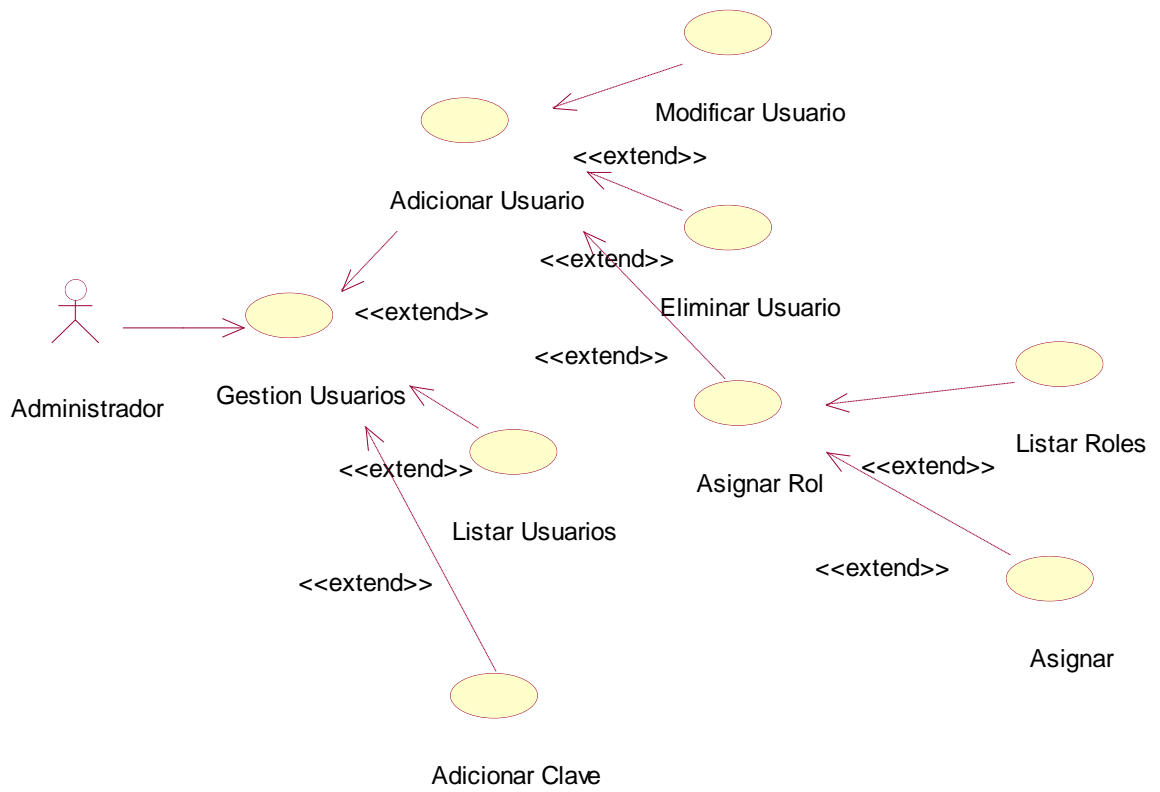 Modificar Usuario
<<extend>>
Adicionar Usuario
<<extend>>
Eliminar Usuario
<<extend>>
<<extend>>
Gestion Usuarios
Administrador
Listar Roles
<<extend>>
<<extend>>
Asignar Rol
Listar Usuarios
<<extend>>
<<extend>>
Asignar
Adicionar Clave